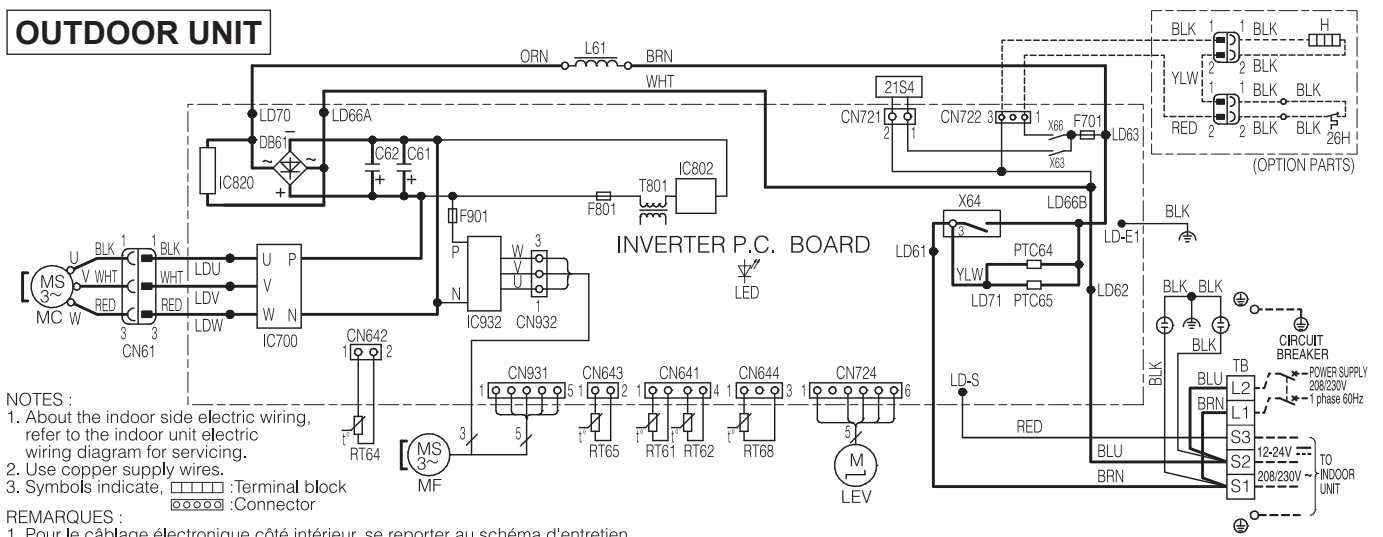 OUTDOOR UNIT
L61
ORN
BRN
WHT
21S4
LD70
LD66A
CN721
2
1
CN722
3
1
X66
X63
F701
LD63
BLK
1
1
BLK
H
2
2
BLK
YLW
1
1
BLK
BLK
RED
2
2
BLK
BLK
26H
(OPTION PARTS)
DB61
−
~
~
+
IC820
C62
C61
+
+
F901
F801
T801
IC802
INVERTER P.C. BOARD
LED
X64
3
LD66B
LD61
YLW
PTC64
PTC65
LD71
LD62
LD-E1
BLK
U
BLK
1
1
BLK
LDU
U
P
V
WHT
WHT
LDV
V
W
RED
RED
LDW
W
N
3
3
MS
3~
MC
CN61
IC700
P
N
W
V
U
3
1
IC932
CN932
CN642
1
2
t°
RT64
3
5
MS
3~
MF
CN931
1
5
CN643
1
2
t°
RT65
CN641
1
4
t°
t°
RT61
RT62
CN644
1
3
t°
RT68
CN724
1
6
5
M
LEV
LD-S
RED
BLU
BRN
BLK
BLK
BLK
BLK
CIRCUIT
BREAKER
TB
BLU
BRN
L2
L1
S3
S2
S1
POWER SUPPLY
208/230V
1 phase 60Hz
12-24V
208/230V ~
TO
INDOOR
UNIT
NOTES :
1. About the indoor side electric wiring,
refer to the indoor unit electric
wiring diagram for servicing.
2. Use copper supply wires.
3. Symbols indicate, :Terminal block
:Connector
REMARQUES :
1. Pour le câblage électronique côté intérieur, se reporter au schéma d'entretien